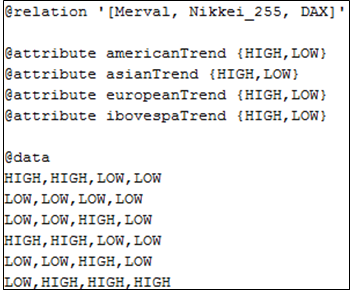 @relation '[Merval, Nikkei_255, DAX]'
@attribute americanTrend {HIGH,LOW}
@attribute asianTrend {HIGH,LOW}
@attribute europeanTrend {HIGH,LOW}
@attribute ibovespaTrend {HIGH,LOW}
@data
HIGH,HIGH,LOW,LOW
LOW,LOW,LOW,LOW
LOW,LOW,HIGH,LOW
HIGH,HIGH,LOW,LOW
LOW,LOW,HIGH,LOW
LOW,HIGH,HIGH,HIGH